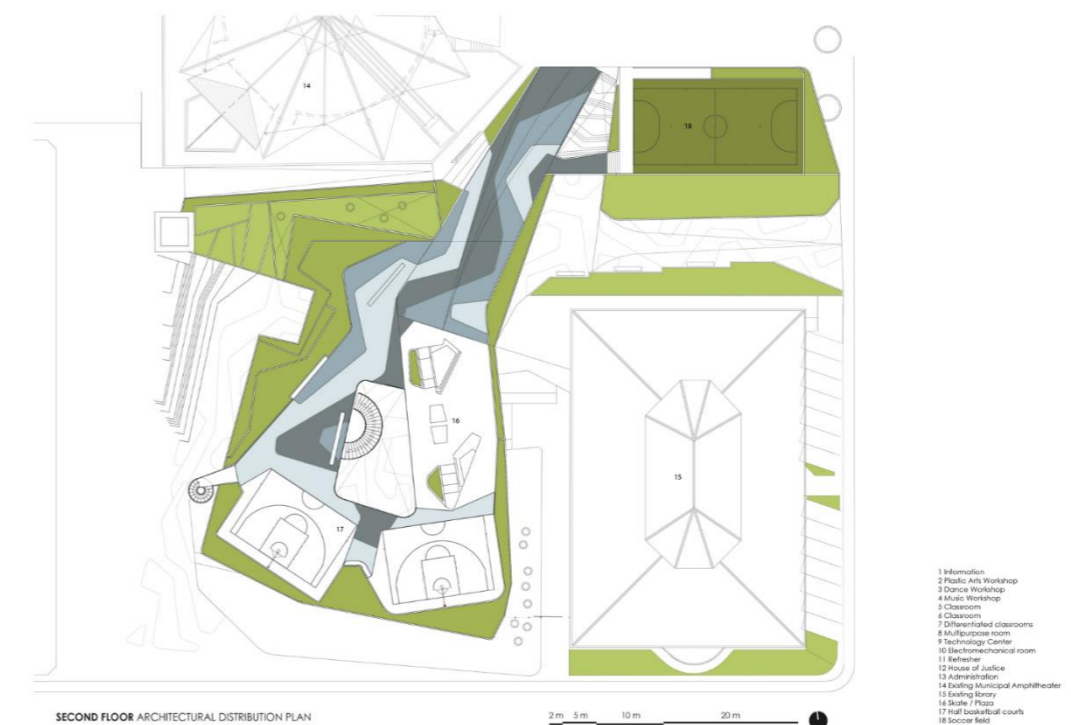 14
18
16
15
17
1 Information
2 Plastic Arts Workshop
3 Dance Workshop
4 Music Workshop
5 Classroom
6 Classroom
7 Differentiated classrooms
8 Multipurpose room
9 Technology Center
10 Electromechanical room
11 Refresher
12 House of Justice
13 Administration
14 Existing Municipal Amphitheater
15 Existing library
16 Skate / Plaza
17 Half basketball courts
18 Soccer field
SECOND FLOOR ARCHITECTURAL DISTRIBUTION PLAN
2 m 5 m 10 m 20 m